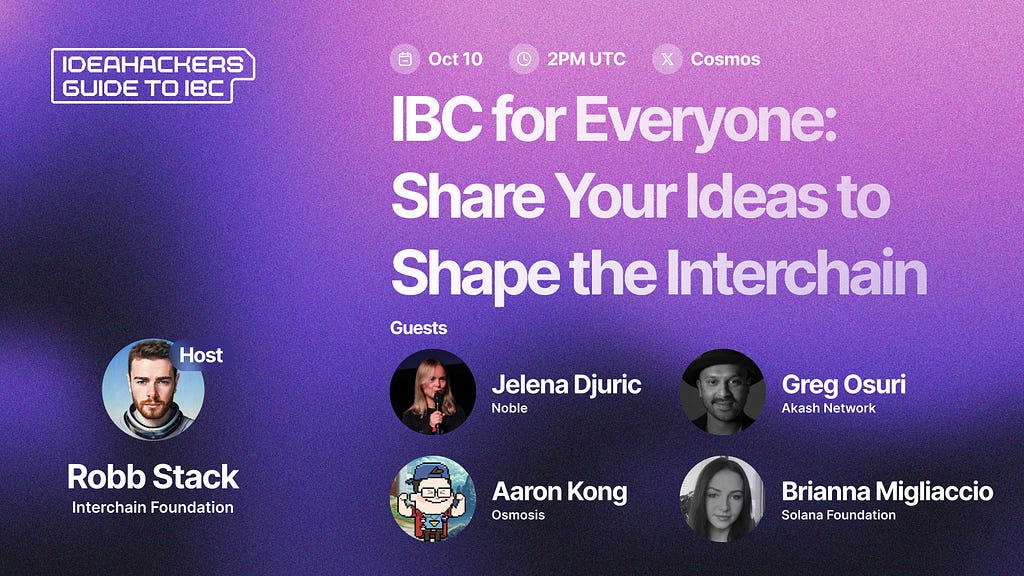 IDEAHACKERS
GUIDE TO IBC
Oct 10
2PM UTC
Cosmos
IBC for Everyone:
Share Your Ideas to
Shape the Interchain
Guests
Host
Robb Stack
Interchain Foundation
Jelena Djuric
Noble
Greg Osuri
Akash Network
Aaron Kong
Osmosis
Brianna Migliaccio
Solana Foundation